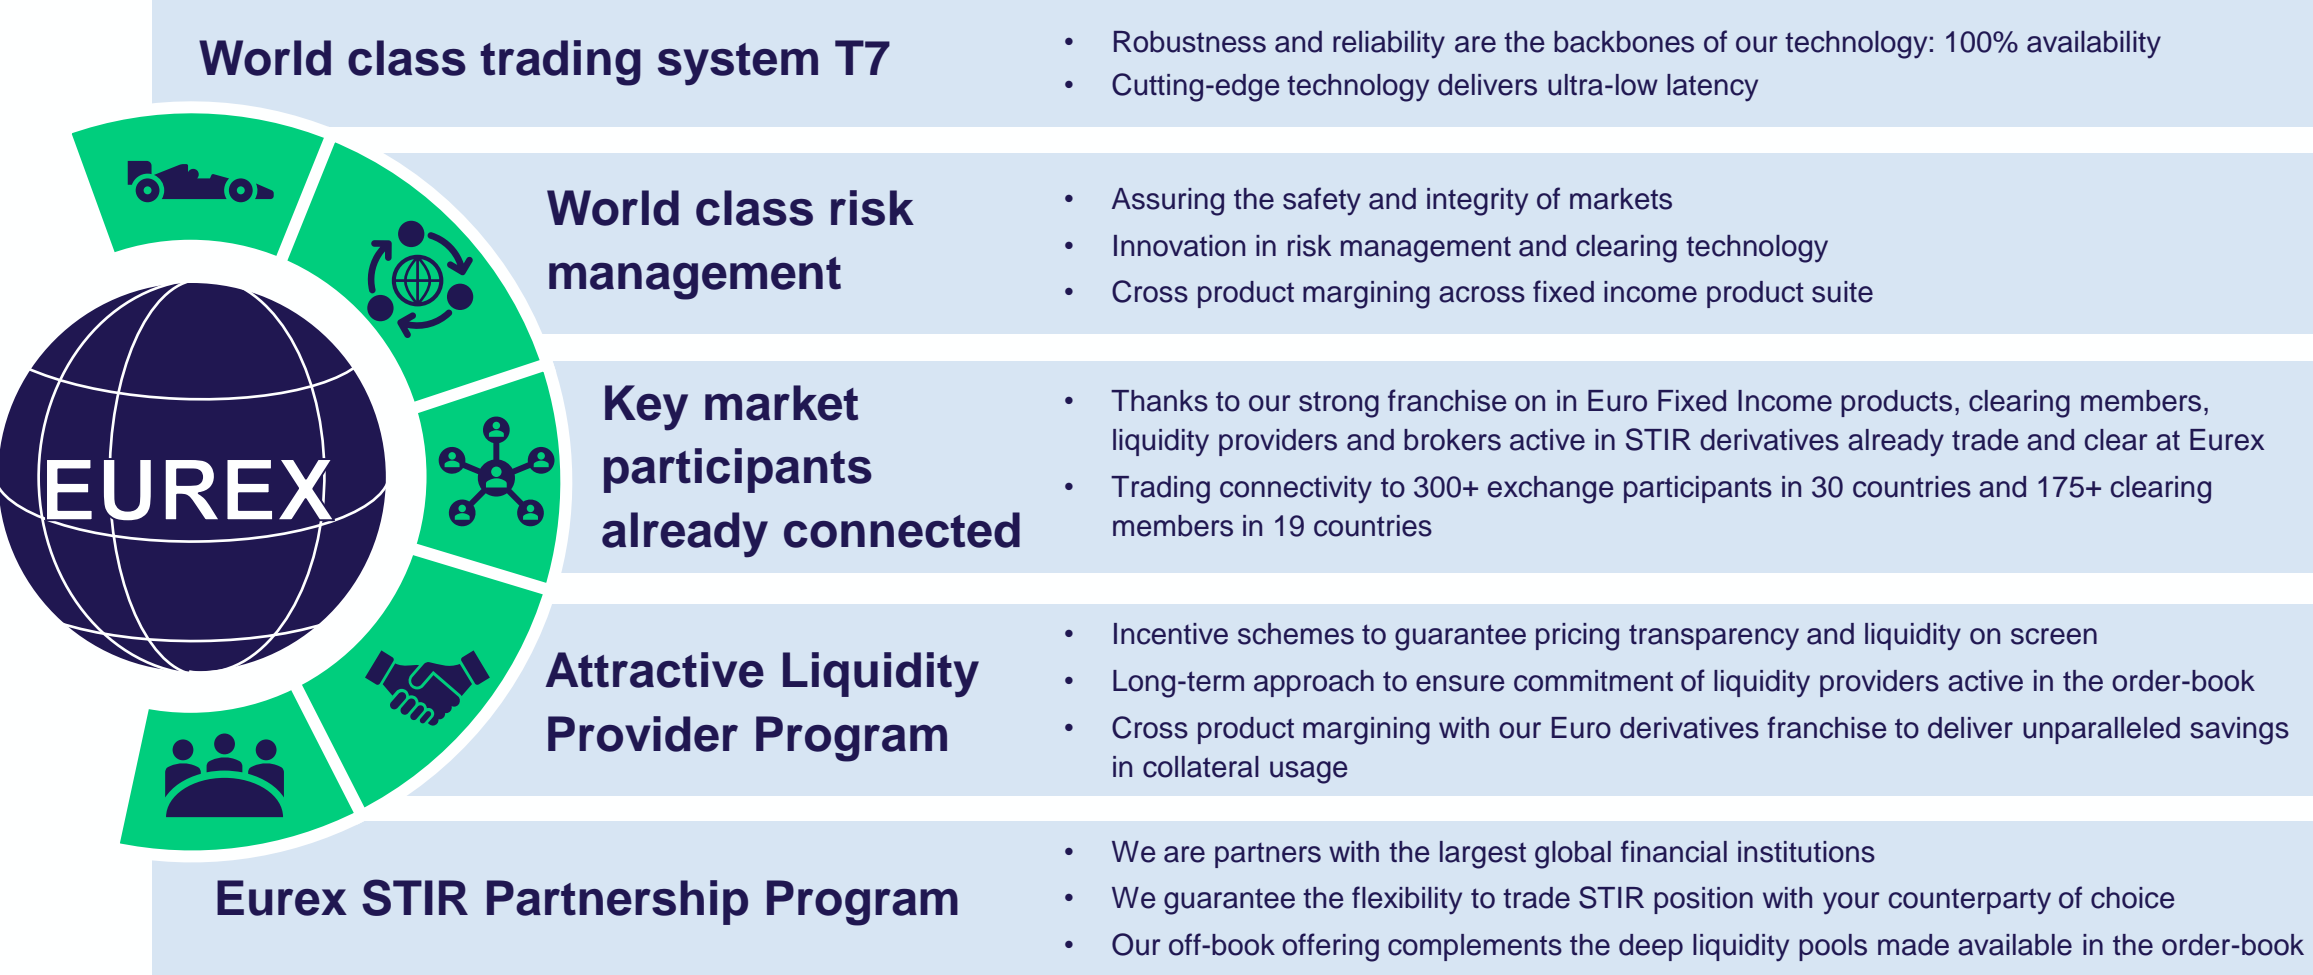 World class trading system T7
• Robustness and reliability are the backbones of our technology: 100% availability
• Cutting-edge technology delivers ultra-low latency
World class risk
management
• Assuring the safety and integrity of markets
• Innovation in risk management and clearing technology
• Cross product margining across fixed income product suite
EUREX
Key market
participants
already connected
• Thanks to our strong franchise on in Euro Fixed Income products, clearing members,
liquidity providers and brokers active in STIR derivatives already trade and clear at Eurex
• Trading connectivity to 300+ exchange participants in 30 countries and 175+ clearing
members in 19 countries
Attractive Liquidity
Provider Program
• Incentive schemes to guarantee pricing transparency and liquidity on screen
• Long-term approach to ensure commitment of liquidity providers active in the order-book
• Cross product margining with our Euro derivatives franchise to deliver unparalleled savings
in collateral usage
Eurex STIR Partnership Program
• We are partners with the largest global financial institutions
• We guarantee the flexibility to trade STIR position with your counterparty of choice
• Our off-book offering complements the deep liquidity pools made available in the order-book